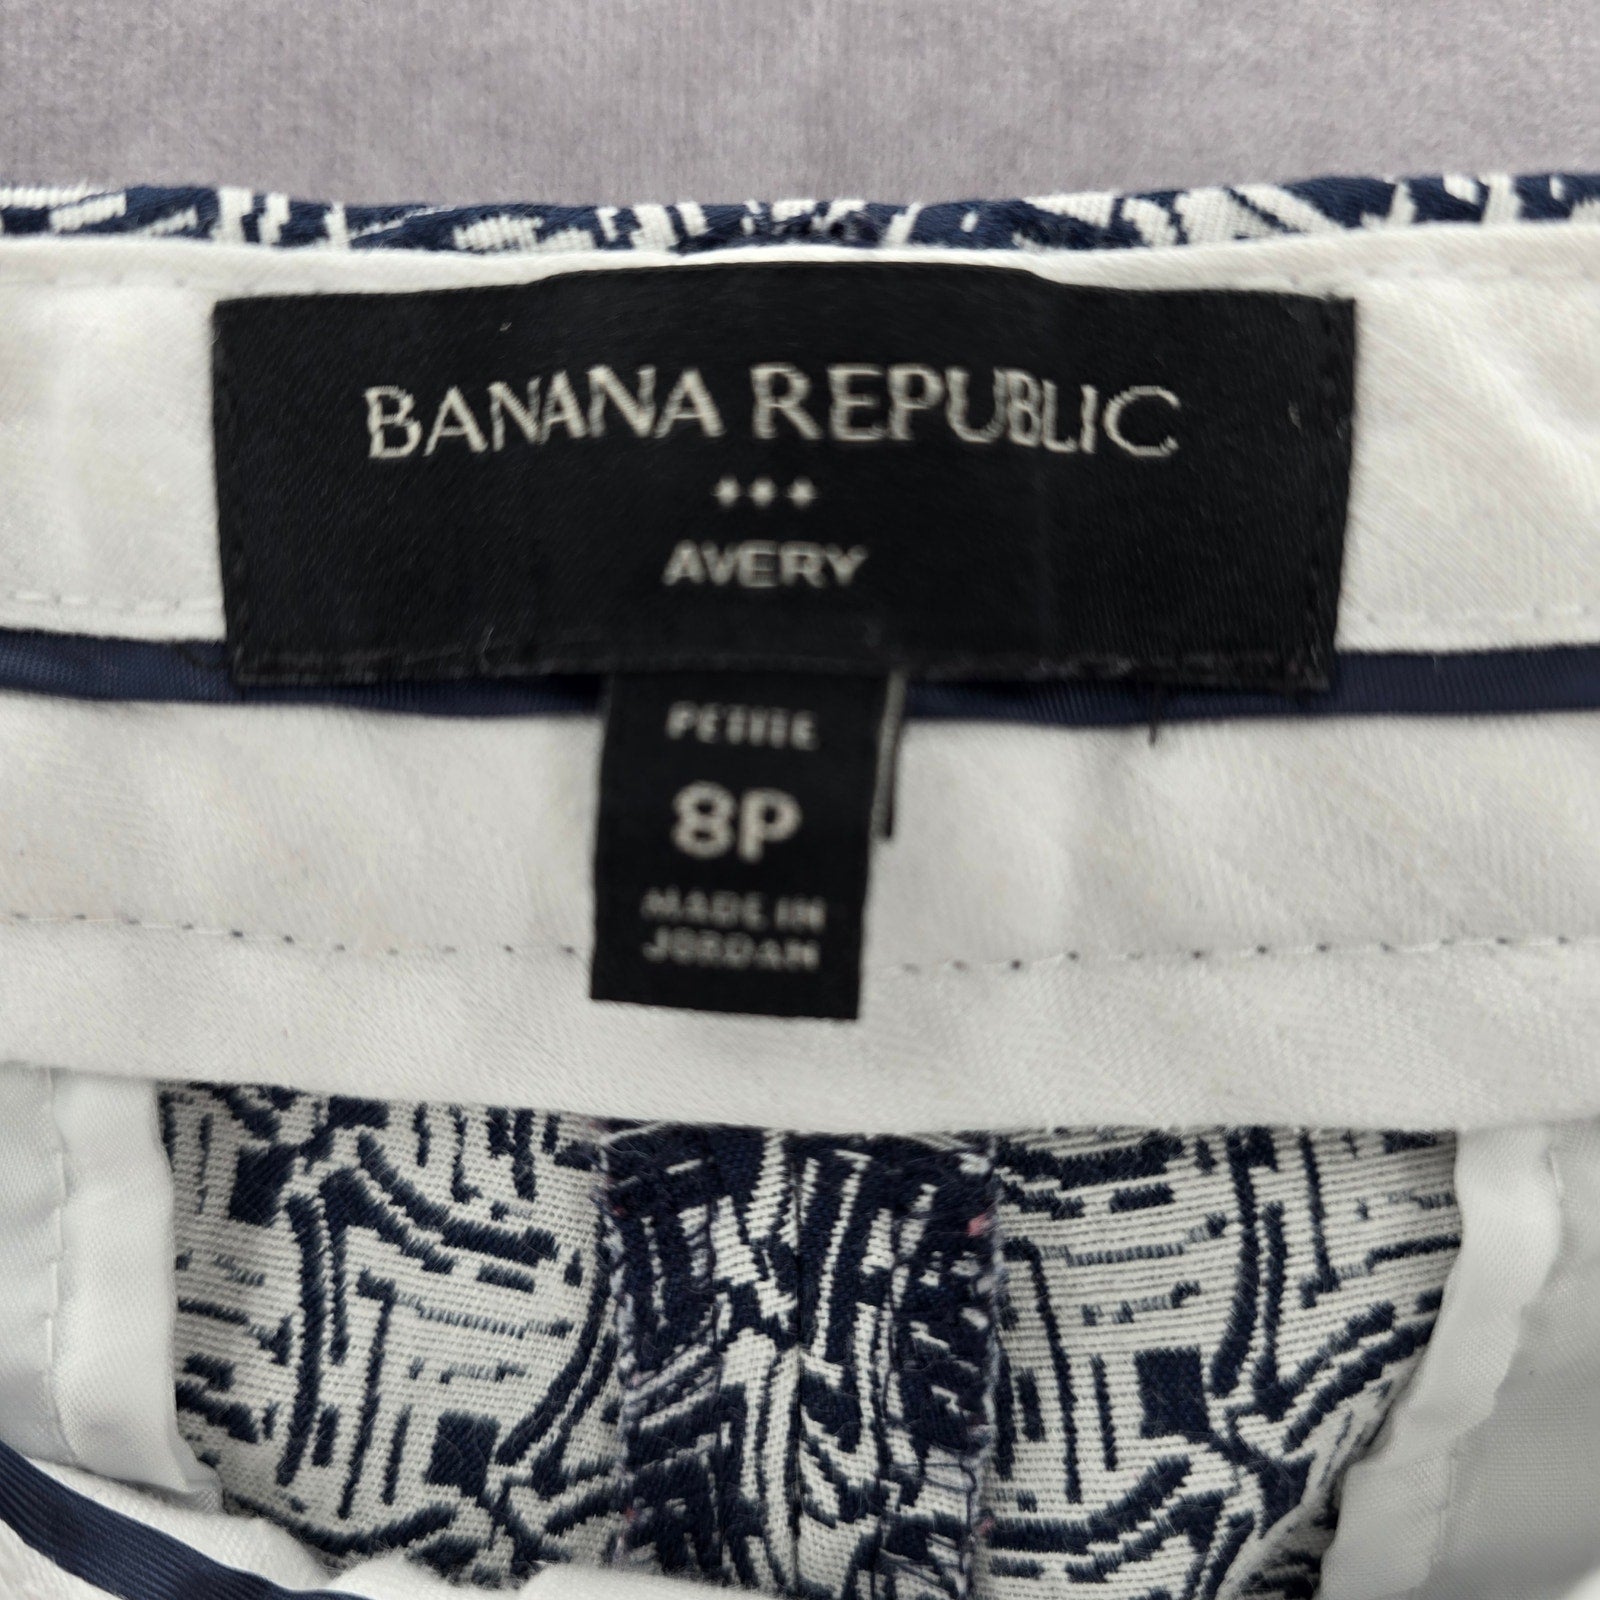 BANANA REPUBLIC
AVERY
PETITE
8P
MADE IN
JORDAN